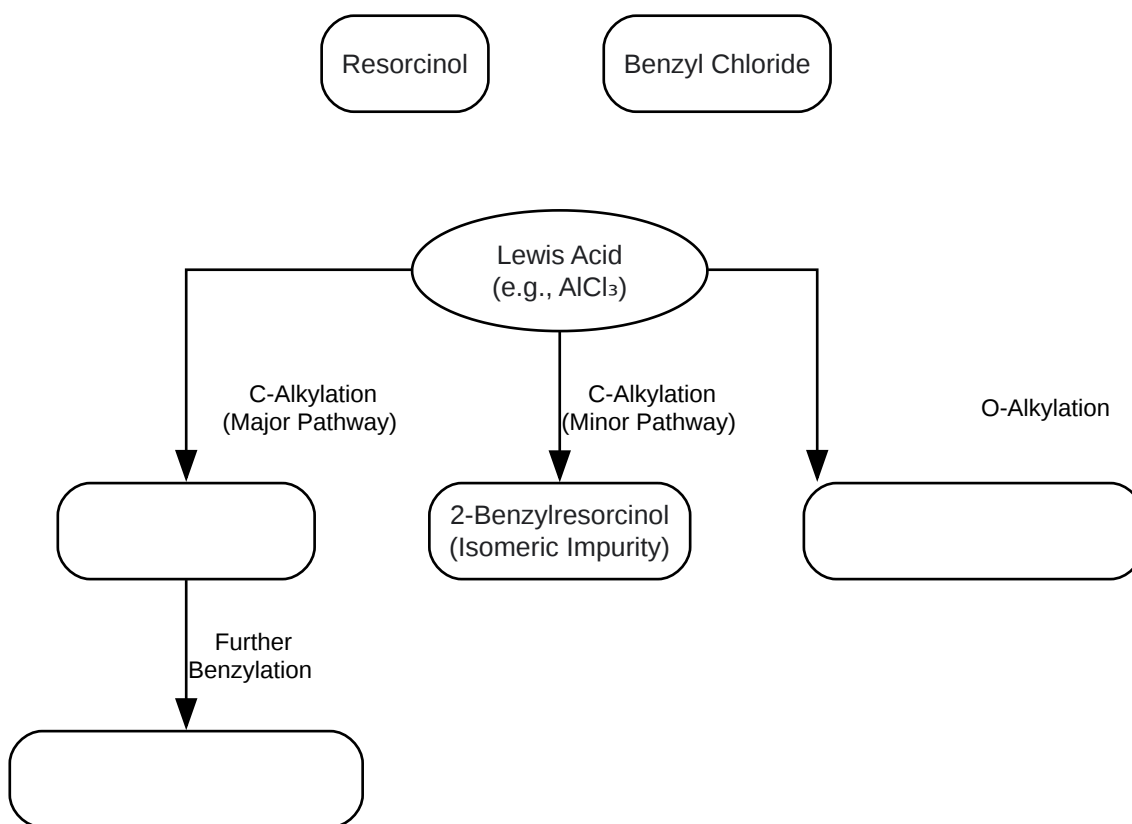 Resorcinol
Benzyl Chloride
Lewis Acid
(e.g., AlCl₃)
C-Alkylation
(Major Pathway)
C-Alkylation
(Minor Pathway)
O-Alkylation
2-Benzylresorcinol
(Isomeric Impurity)
Further
Benzylation